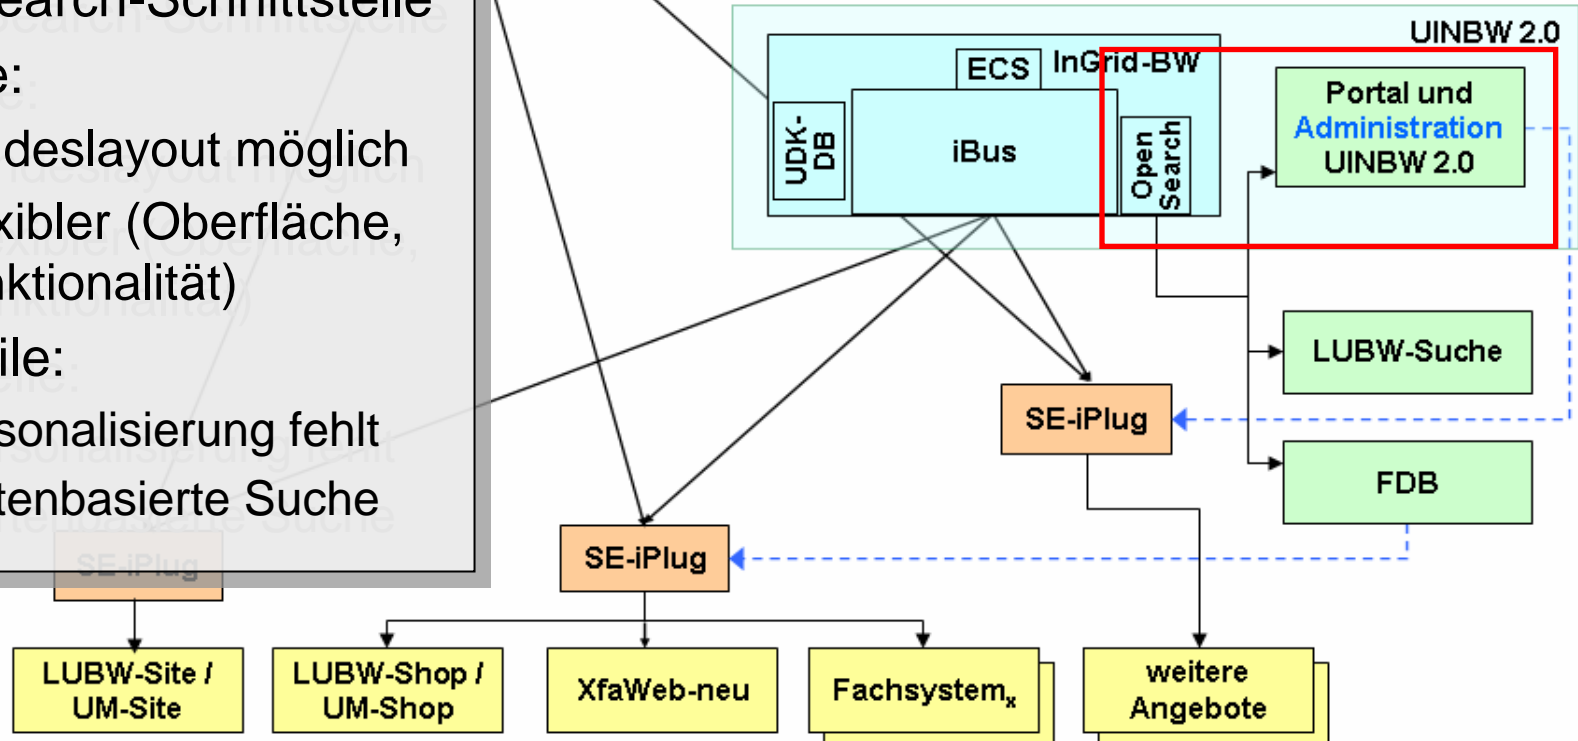 earch-Schnittstelle
e:
deslayout möglich
xibler (Oberfläche,
nktionalität)
ile:
sonalisierung fehlt
tenbasierte Suche
UINBW 2.0
ECS
InGrid-BW
UDK-
DB
iBus
Open
Search
Portal und
Administration
UINBW 2.0
LUBW-Suche
FDB
SE-iPlug
SE-iPlug
SE-iPlug
LUBW-Site /
UM-Site
LUBW-Shop /
UM-Shop
XfaWeb-neu
Fachsystemx
weitere
Angebote